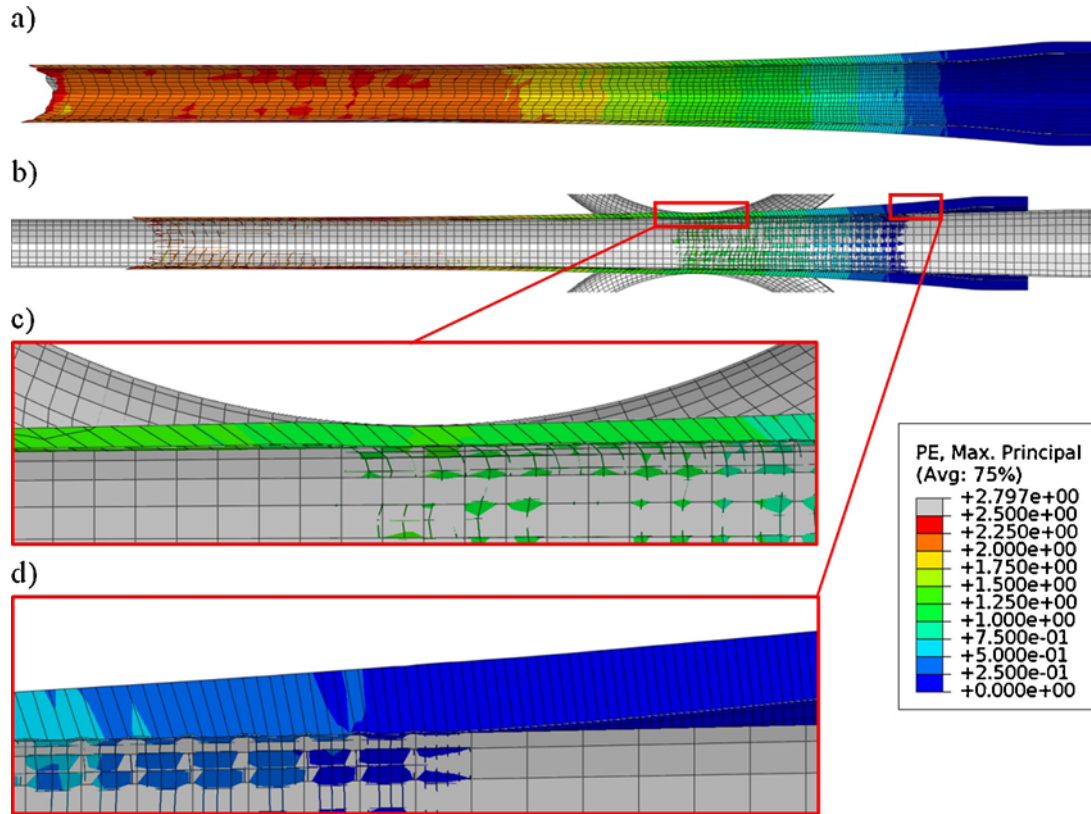 a)
b)
c)
d)
PE, Max. Principal
(Avg: 75%)
+2.797e+00
+2.500e+00
+2.250e+00
+2.000e+00
+1.750e+00
+1.500e+00
+1.250e+00
+1.000e+00
+7.500e-01
+5.000e-01
+2.500e-01
+0.000e+00